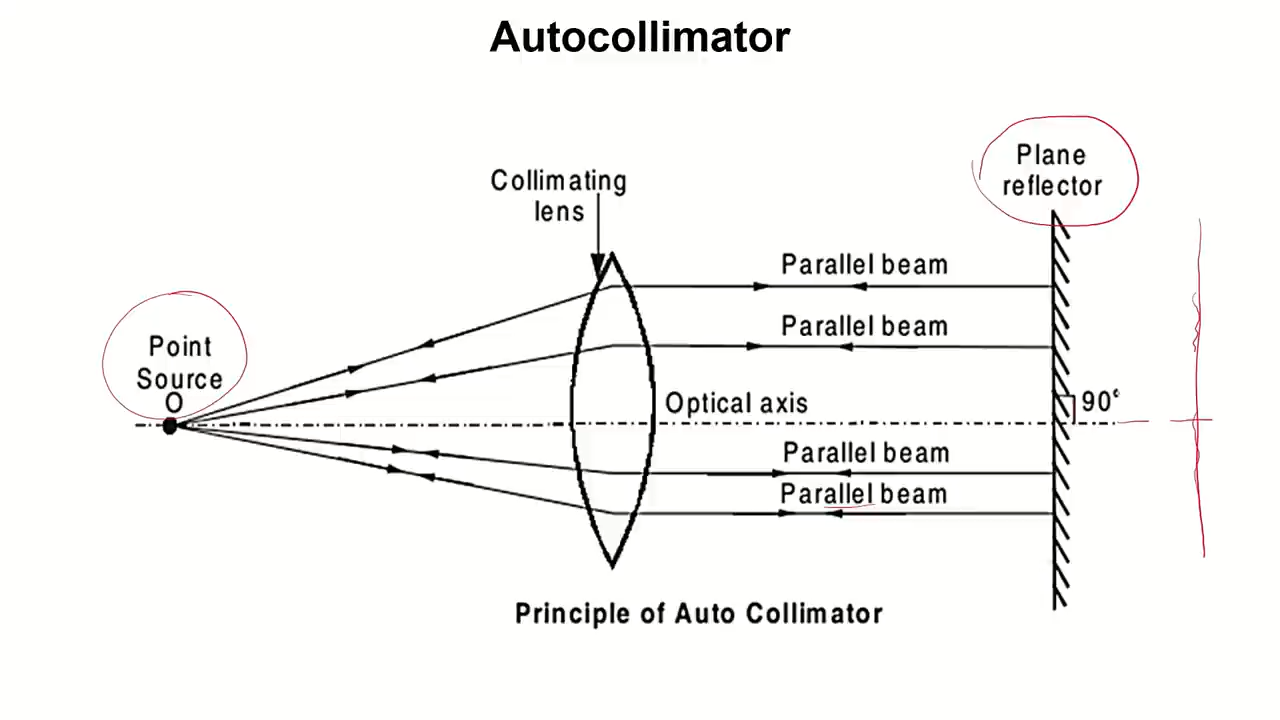 Autocollimator
Plane
reflector
Collimating
lens
Parallel beam
Parallel beam
Point
Source
O
Optical axis
90°
Parallel beam
Parallel beam
Principle of Auto Collimator